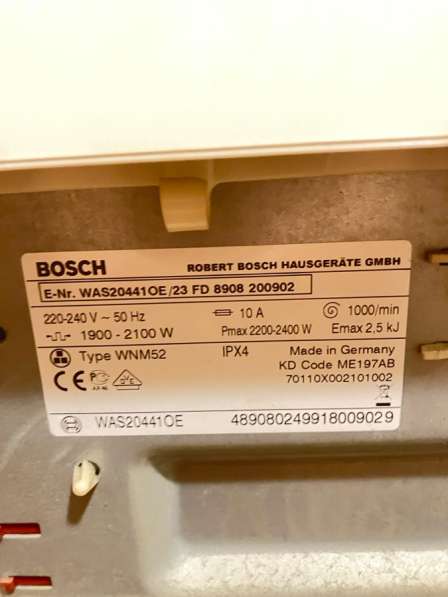 BOSCH ROBERT BOSCH HAUSGERÄTE GMBH
E-Nr. WAS20441OE/23 FD 8908 200902
220-240 V ~ 50 Hz 10 A 1000/min
1900 - 2100 W Pmax 2200-2400 W Emax 2,5 kJ
Type WNM52 IPX4 Made in Germany
KD Code ME197AB
CE 70110X002101002
WAS20441OE 489080249918009029